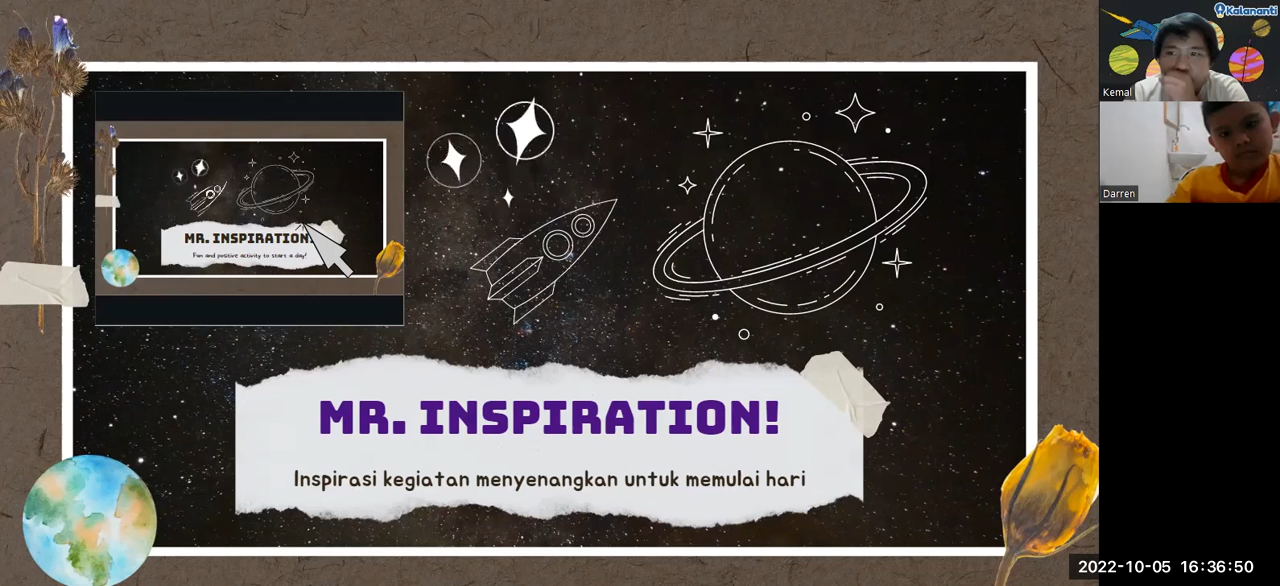 Kalananti
Kemal
Darren
MR. INSPIRATION!
Fun and positive activity to start a day!
MR. INSPIRATION!
Inspirasi kegiatan menyenangkan untuk memulai hari
2022-10-05 16:36:50